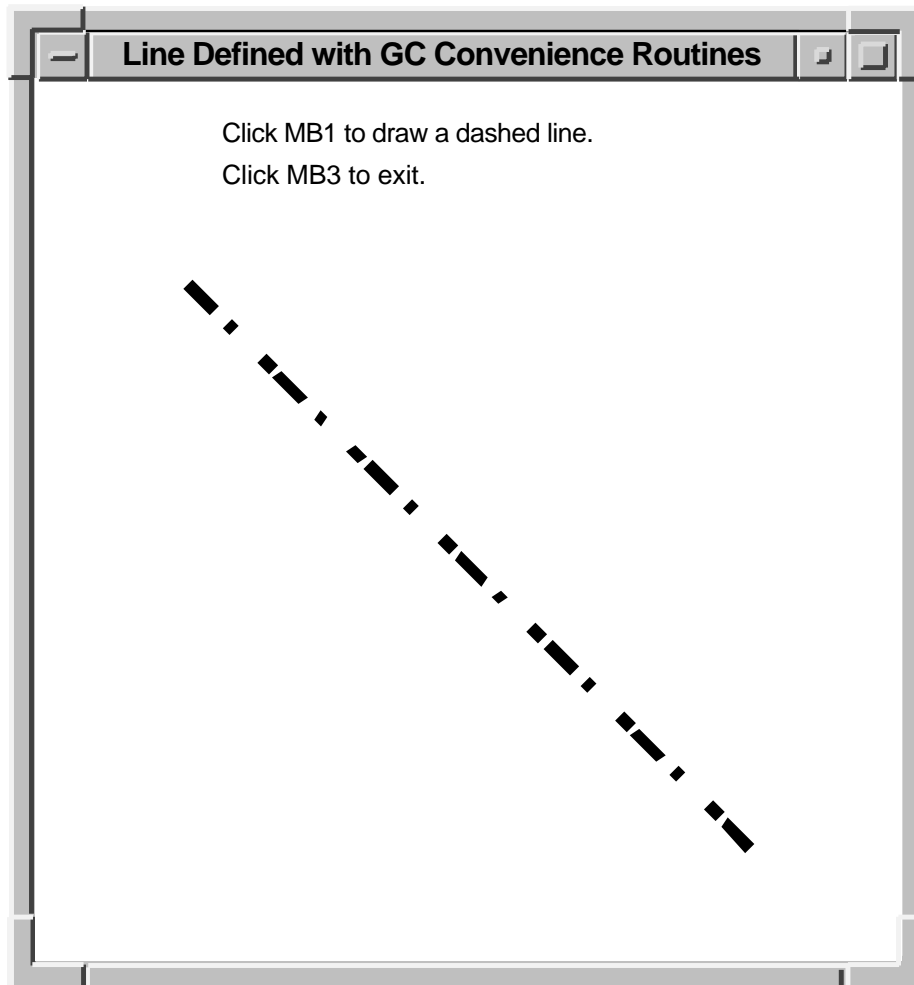 Line Defined with GC Convenience Routines
Click MB1 to draw a dashed line.
Click MB3 to exit.